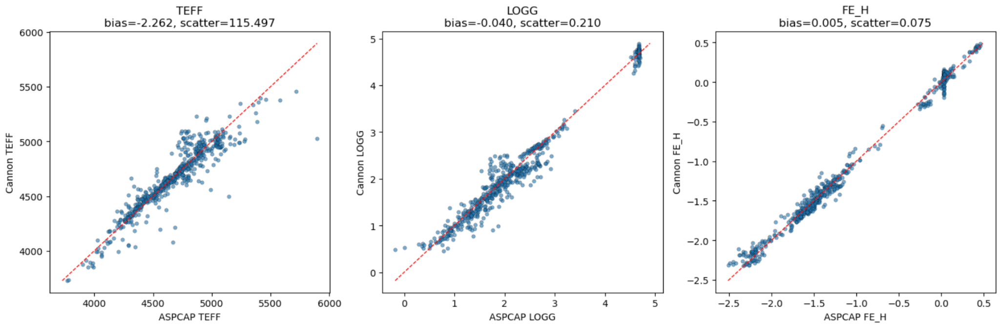 TEFF
bias=-2.262, scatter=115.497
6000
5500
5000
4500
4000
Cannon TEFF
4000 4500 5000 5500 6000
ASPCAP TEFF
LOGG
bias=-0.040, scatter=0.210
5
4
3
2
1
0
Cannon LOGG
0 1 2 3 4 5
ASPCAP LOGG
FE_H
bias=0.005, scatter=0.075
0.5
0.0
−0.5
−1.0
−1.5
−2.0
−2.5
Cannon FE_H
−2.5 −2.0 −1.5 −1.0 −0.5 0.0 0.5
ASPCAP FE_H